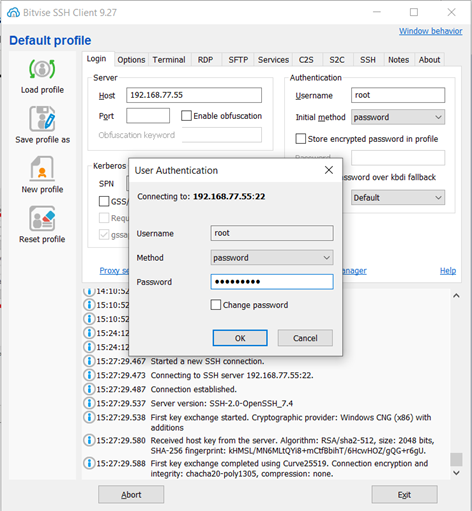 Bitvise SSH Client 9.27
Window behavior
Default profile
Load profile
Save profile as
New profile
Reset profile
Login Options Terminal RDP SFTP Services C2S S2C SSH Notes About
Server
Host 192.168.77.55
Port Enable obfuscation
Obfuscation keyword
Kerberos
SPN
GSS/
Requ
gssap
Authentication
Username root
Initial method password
Store encrypted password in profile
Password
assword over kbdi fallback
Default
Proxy se
anager
Help
User Authentication
Connecting to: 192.168.77.55:22
Username root
Method password
Password •••••••••
Change password
OK Cancel
14:10:52
15:10:52
15:10:52
15:24:12
15:24:12
15:27:29.467 Started a new SSH connection.
15:27:29.473 Connecting to SSH server 192.168.77.55:22.
15:27:29.487 Connection established.
15:27:29.537 Server version: SSH-2.0-OpenSSH_7.4
15:27:29.538 First key exchange started. Cryptographic provider: Windows CNG (x86) with
additions
15:27:29.580 Received host key from the server. Algorithm: RSA/sha2-512, size: 2048 bits,
SHA-256 fingerprint: kHMSL/MN6MLtQYi8+mCtfBbihT/6HcwHOZ/gQG+r6gU.
15:27:29.588 First key exchange completed using Curve25519. Connection encryption and
integrity: chacha20-poly1305, compression: none.
Abort
Exit